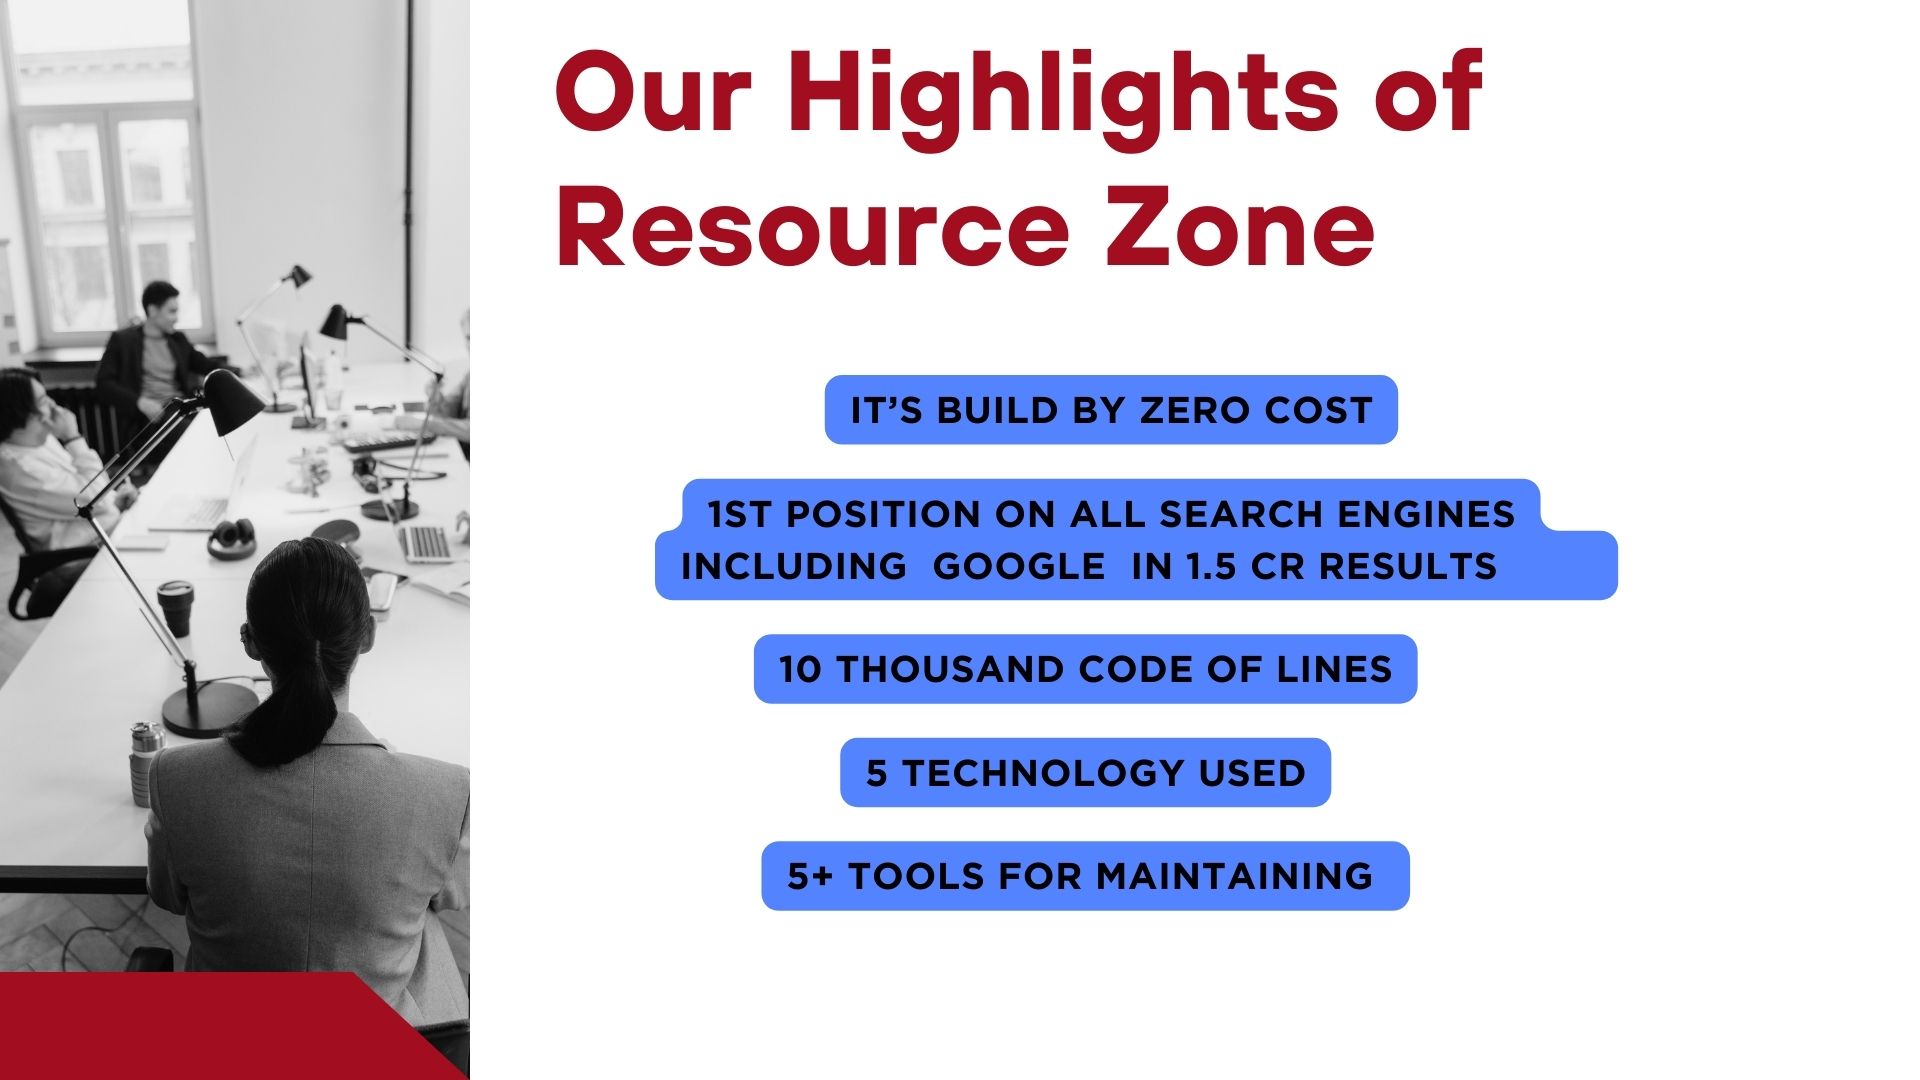 Our Highlights of
Resource Zone
IT’S BUILD BY ZERO COST
1ST POSITION ON ALL SEARCH ENGINES
INCLUDING GOOGLE IN 1.5 CR RESULTS
10 THOUSAND CODE OF LINES
5 TECHNOLOGY USED
5+ TOOLS FOR MAINTAINING